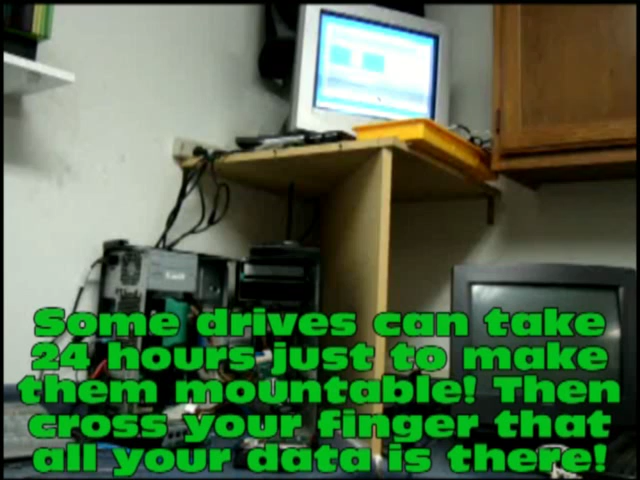 Some drives can take
24 hours just to make
them mountable! Then
cross your finger that
all your data is there!